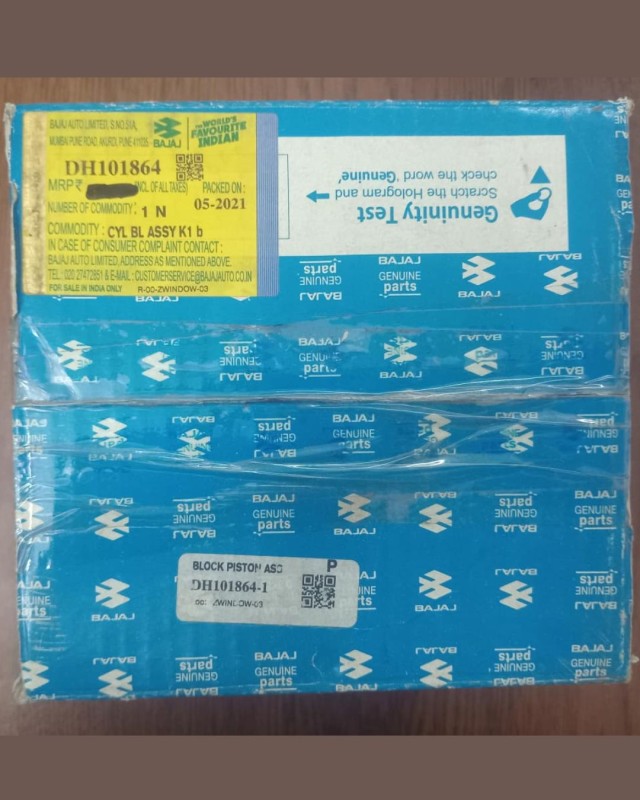 BAJAJ AUTO LIMITED, S.NO.81A,
MUMBAI PUNE ROAD, AKURDI, PUNE 411035
BAJAJ
THE WORLD'S
FAVOURITE
INDIAN
DH101864
MRP ₹ (INCL OF ALL TAXES) PACKED ON :
05-2021
NUMBER OF COMMODITY : 1 N
COMMODITY : CYL BL ASSY K1 b
IN CASE OF CONSUMER COMPLAINT CONTACT :
BAJAJ AUTO LIMITED, ADDRESS AS MENTIONED ABOVE.
TEL : 020 27472851 & E-MAIL : CUSTOMERSERVICE@BAJAJAUTO.CO.IN
FOR SALE IN INDIA ONLY R-00-ZWINDOW-03
Genuinity Test
Scratch the Hologram and
check the word 'Genuine'
BAJAJ
GENUINE
parts
BLOCK PISTON ASS P
DH101864-1
ZWINDOW-03
BAJAJ
GENUINE
parts